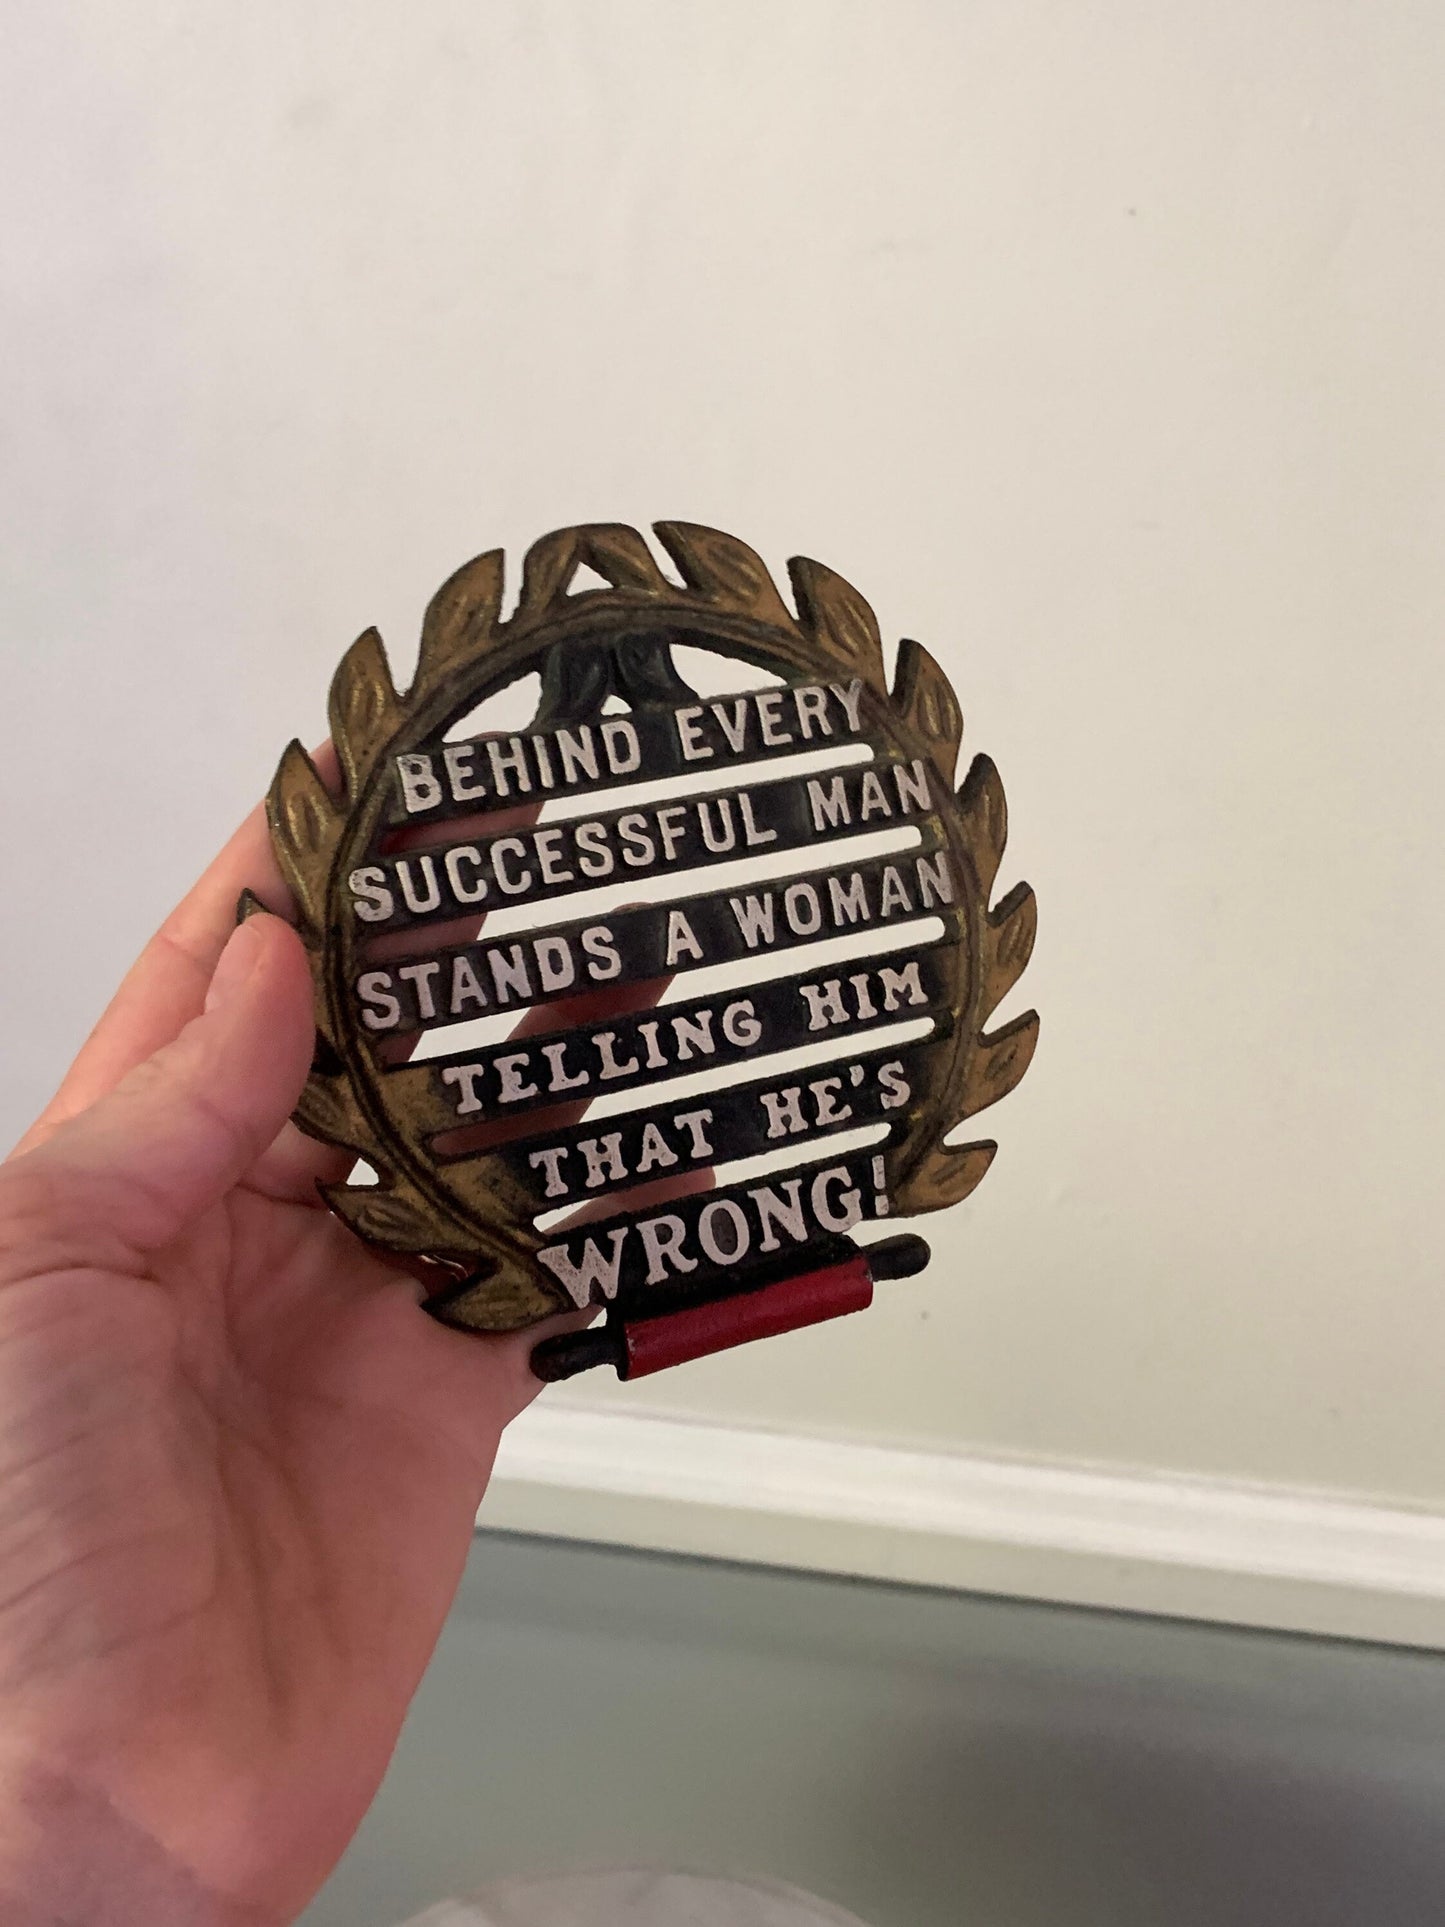 BEHIND EVERY
SUCCESSFUL MAN
STANDS A WOMAN
TELLING HIM
THAT HE'S
WRONG!